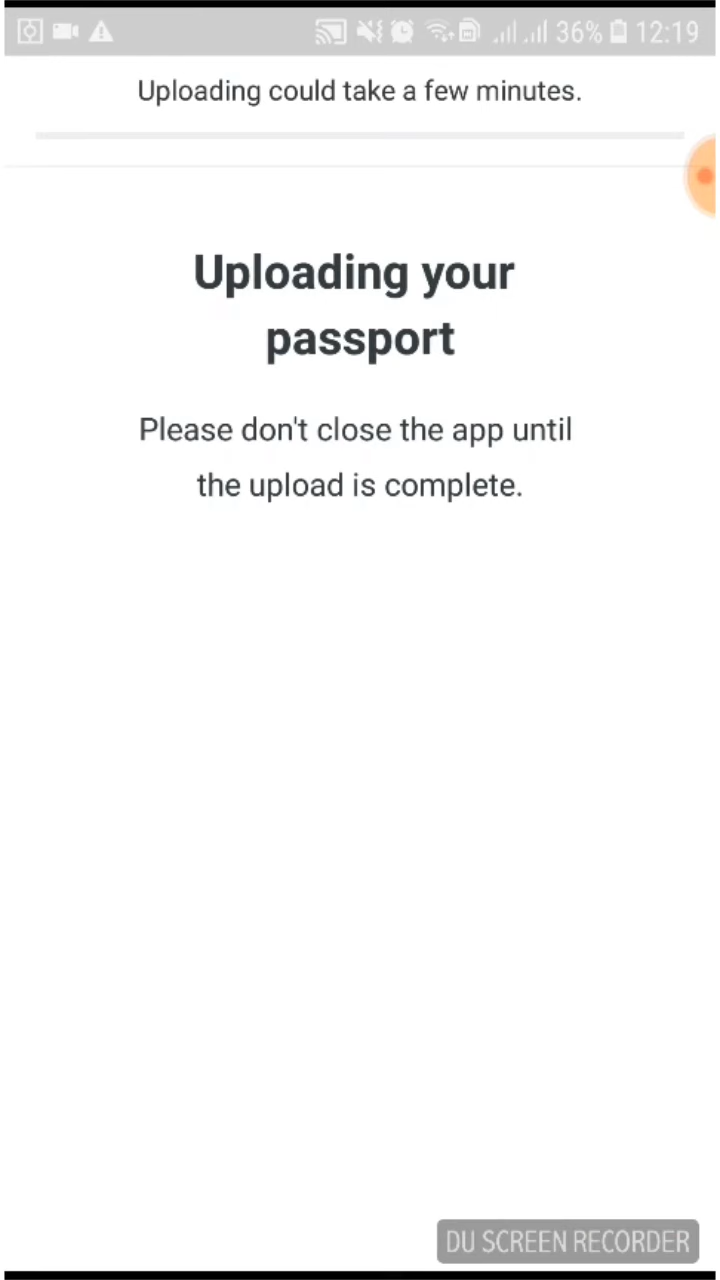 36% 12:19
Uploading could take a few minutes.
Uploading your
passport
Please don't close the app until
the upload is complete.
DU SCREEN RECORDER